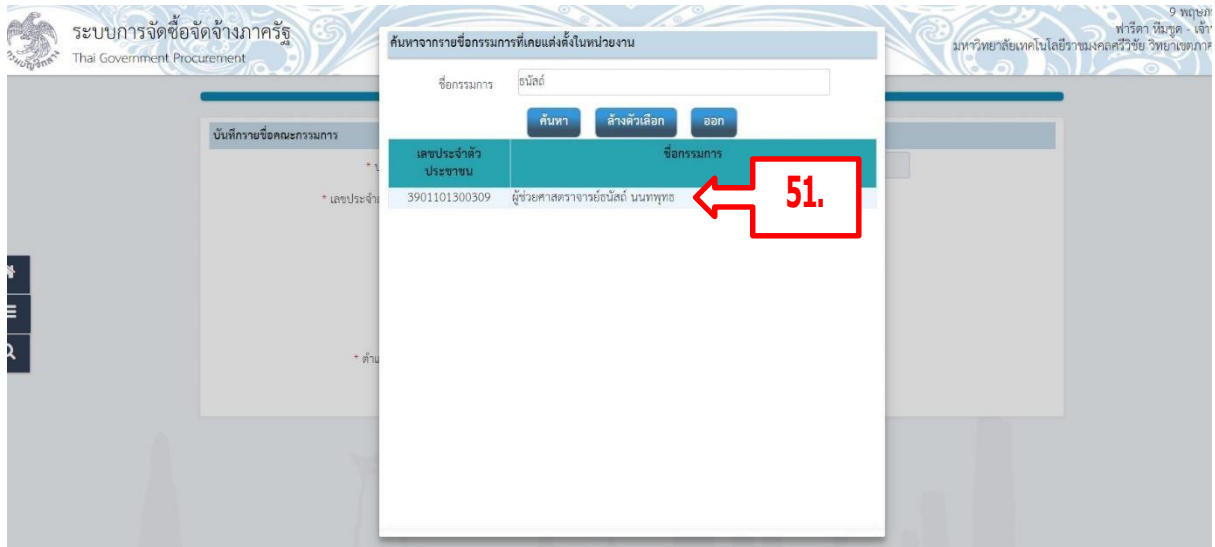 ระบบการจัดซื้อจัดจ้างภาครัฐ
Thai Government Procurement
9 พฤษภา
ฟารีดา หีมชูด - เจ้า
มหาวิทยาลัยเทคโนโลยีราชมงคลศรีวิชัย วิทยาเขตภาค
ค้นหาจากรายชื่อกรรมการที่เคยแต่งตั้งในหน่วยงาน
ชื่อกรรมการ ธนัสถ์
ค้นหา ล้างตัวเลือก ออก
บันทึกรายชื่อคณะกรรมการ
เลขประจำตัว ชื่อกรรมการ
ประชาชน
* เลขประจำ
3901101300309 ผู้ช่วยศาสตราจารย์ธนัสถ์ นนทพุทธ
51.